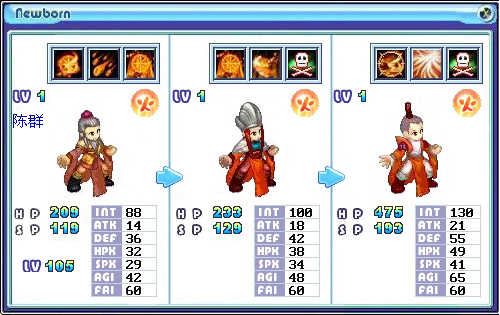 Newborn
LV 1
火
陈群
HP 209
SP 119
LV 105
INT 88
ATK 14
DEF 36
HPX 32
SPX 29
AGI 42
FAI 60
LV 1
火
HP 233
SP 129
INT 100
ATK 18
DEF 42
HPX 38
SPX 34
AGI 48
FAI 60
LV 1
火
HP 475
SP 193
INT 130
ATK 21
DEF 55
HPX 49
SPX 41
AGI 65
FAI 60